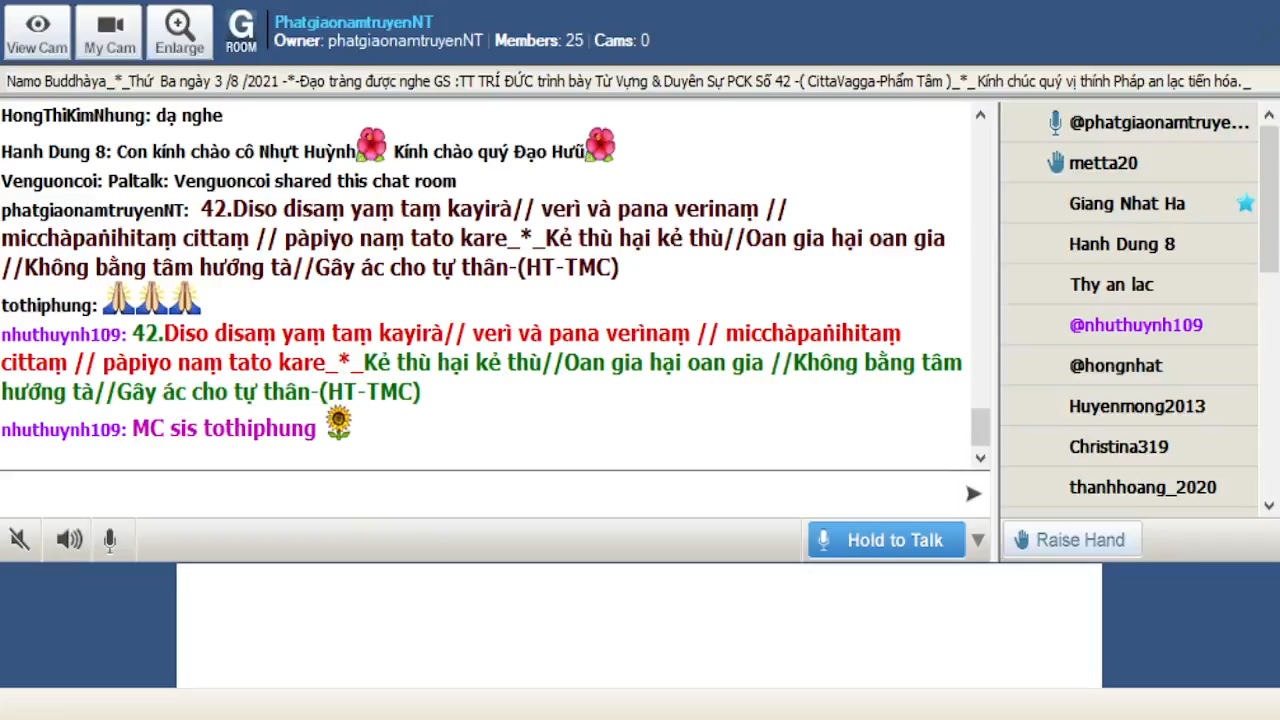 View Cam
My Cam
Enlarge
G
ROOM
PhatgiaonamtruyenNT
Owner: phatgiaonamtruyenNT | Members: 25 | Cams: 0
Namo Buddhàya_*_Thứ Ba ngày 3 /8 /2021 -*-Đạo tràng được nghe GS :TT TRÍ ĐỨC trình bày Từ Vựng & Duyên Sự PCK Số 42 -( CittaVagga-Phẩm Tâm )_*_ Kính chúc quý vị thính Pháp an lạc tiến hóa._
HongThiKimNhung: dạ nghe
Hanh Dung 8: Con kính chào cô Nhựt Huỳnh Kính chào quý Đạo Hưũ
Venguoncoi: Paltalk: Venguoncoi shared this chat room
phatgiaonamtruyenNT: 42.Diso disaṃ yaṃ taṃ kayirà// verì và pana verinaṃ //
micchàpaṅihitaṃ cittaṃ // pàpiyo naṃ tato kare_*_Kẻ thù hại kẻ thù//Oan gia hại oan gia
//Không bằng tâm hướng tà//Gây ác cho tự thân-(HT-TMC)
tothiphung:
nhuthuynh109: 42.Diso disaṃ yaṃ taṃ kayirà// verì và pana verìnaṃ // micchàpaṅihitaṃ
cittaṃ // pàpiyo naṃ tato kare_*_Kẻ thù hại kẻ thù//Oan gia hại oan gia //Không bằng tâm
hướng tà//Gây ác cho tự thân-(HT-TMC)
nhuthuynh109: MC sis tothiphung
@phatgiaonamtruye...
metta20
Giang Nhat Ha
Hanh Dung 8
Thy an lac
@nhuthuynh109
@hongnhat
Huyenmong2013
Christina319
thanhhoang_2020
Hold to Talk
Raise Hand